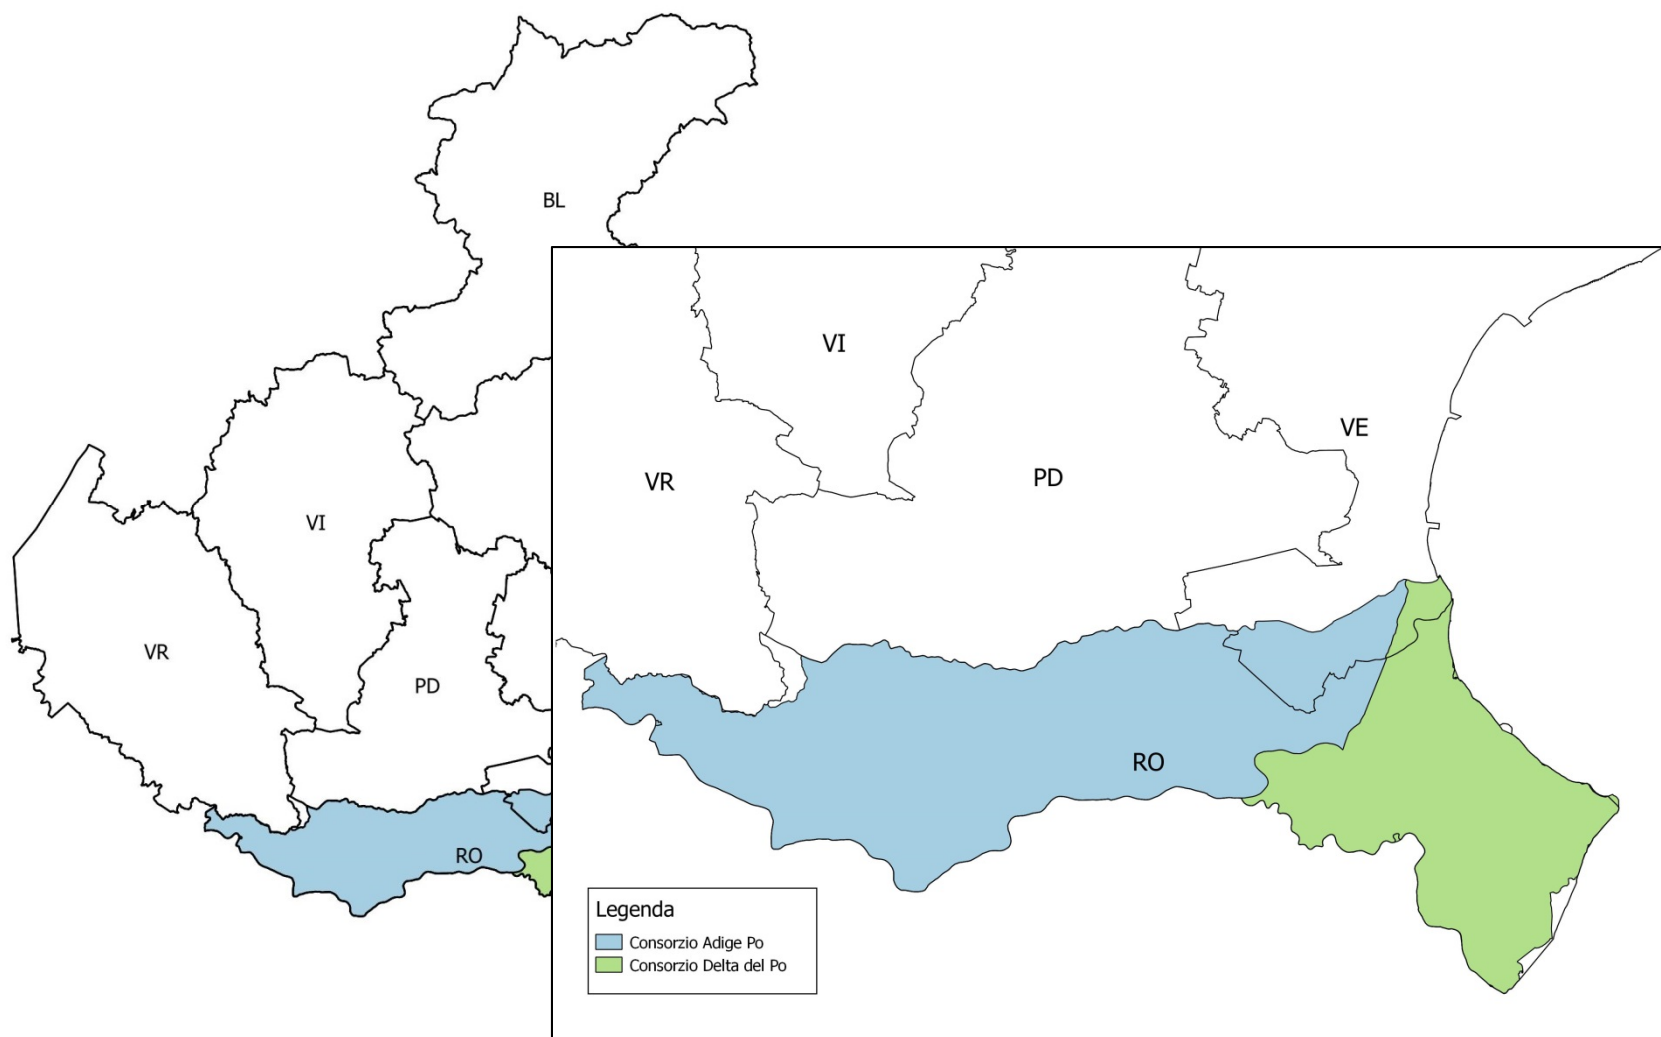 BL
VI
VR
PD
RO
VI
VE
VR
PD
RO
Legenda
Consorzio Adige Po
Consorzio Delta del Po